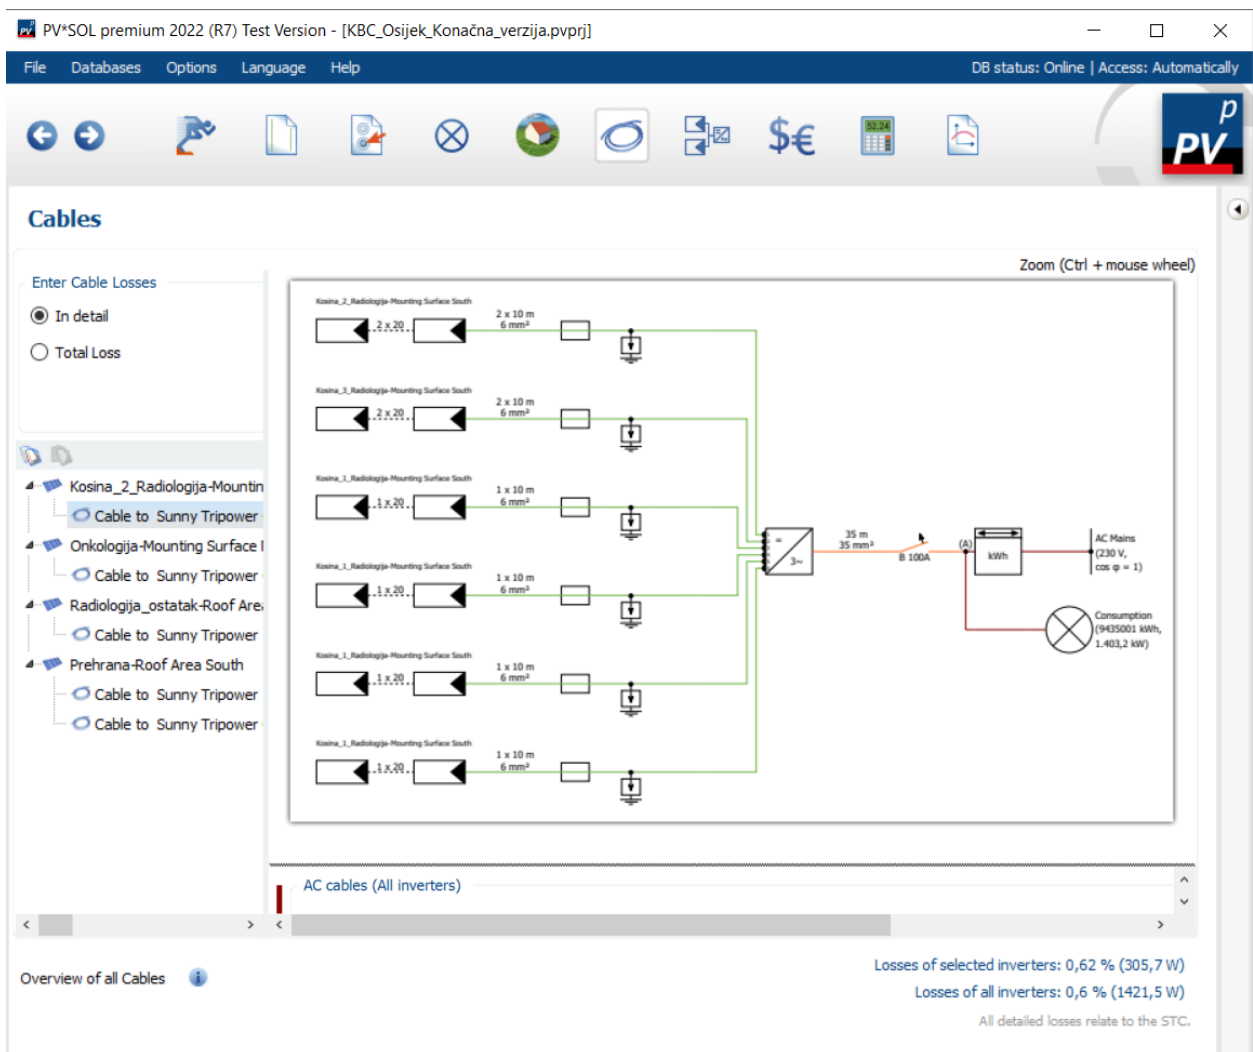 PV*SOL premium 2022 (R7) Test Version - [KBC_Osijek_Konačna_verzija.pvprj]
File Databases Options Language Help DB status: Online | Access: Automatically
52,24
p
PV
Cables
Zoom (Ctrl + mouse wheel)
Enter Cable Losses
In detail
Total Loss
Kosina_2_Radiologija-Mountin
Cable to Sunny Tripower
Onkologija-Mounting Surface
Cable to Sunny Tripower
Radiologija_ostatak-Roof Area
Cable to Sunny Tripower
Prehrana-Roof Area South
Cable to Sunny Tripower
Cable to Sunny Tripower
Kosina_2_Radiologija-Mounting Surface South
2 x 20
2 x 10 m
6 mm²
Kosina_3_Radiologija-Mounting Surface South
2 x 20
2 x 10 m
6 mm²
Kosina_1_Radiologija-Mounting Surface South
1 x 20
1 x 10 m
6 mm²
Kosina_1_Radiologija-Mounting Surface South
1 x 20
1 x 10 m
6 mm²
Kosina_1_Radiologija-Mounting Surface South
1 x 20
1 x 10 m
6 mm²
Kosina_1_Radiologija-Mounting Surface South
1 x 20
1 x 10 m
6 mm²
=
3~
35 m
35 mm²
B 100A
(A)
kWh
AC Mains
(230 V,
cos φ = 1)
Consumption
(9435001 kWh,
1.403,2 kW)
AC cables (All inverters)
Overview of all Cables
Losses of selected inverters: 0,62 % (305,7 W)
Losses of all inverters: 0,6 % (1421,5 W)
All detailed losses relate to the STC.